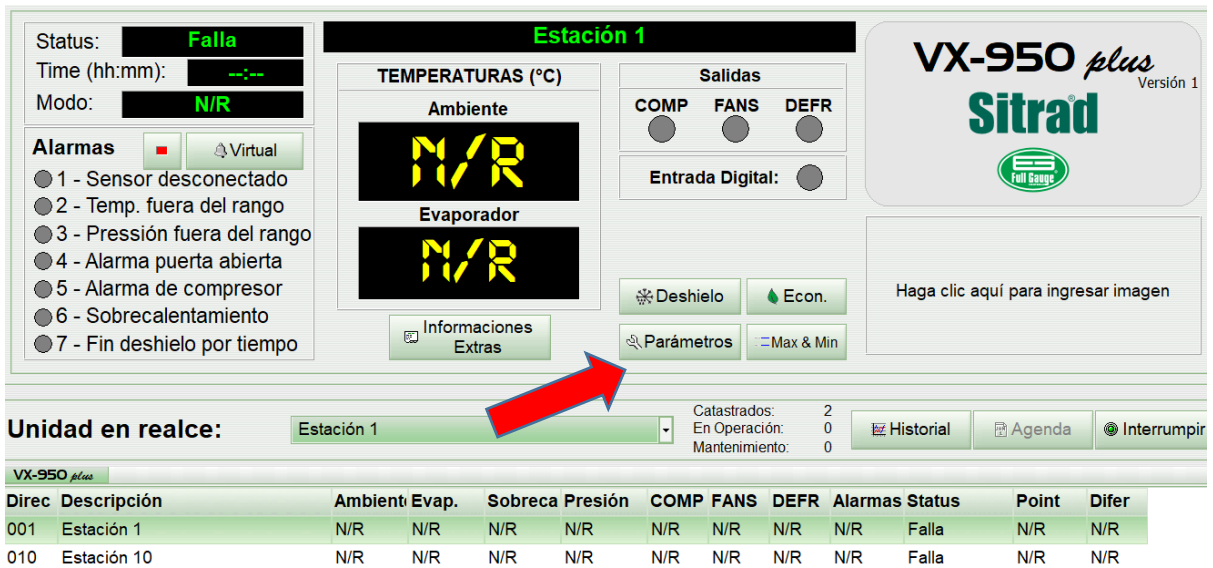 Status: Falla
Time (hh:mm): --:--
Modo: N/R
Alarmas Virtual
1 - Sensor desconectado
2 - Temp. fuera del rango
3 - Pressión fuera del rango
4 - Alarma puerta abierta
5 - Alarma de compresor
6 - Sobrecalentamiento
7 - Fin deshielo por tiempo
Estación 1
TEMPERATURAS (°C)
Ambiente
N/R
Evaporador
N/R
Informaciones
Extras
Salidas
COMP FANS DEFR
Entrada Digital:
Deshielo Econ.
Parámetros Max & Min
VX-950 plus
Versión 1
Sitrad®
Full Gauge
Haga clic aquí para ingresar imagen
Unidad en realce: Estación 1
Catastrados: 2
En Operación: 0
Mantenimiento: 0
Historial Agenda Interrumpir
VX-950 plus
Direc Descripción Ambiente Evap. Sobreca Presión COMP FANS DEFR Alarmas Status Point Difer
001 Estación 1 N/R N/R N/R N/R N/R N/R N/R N/R Falla N/R N/R
010 Estación 10 N/R N/R N/R N/R N/R N/R N/R N/R Falla N/R N/R